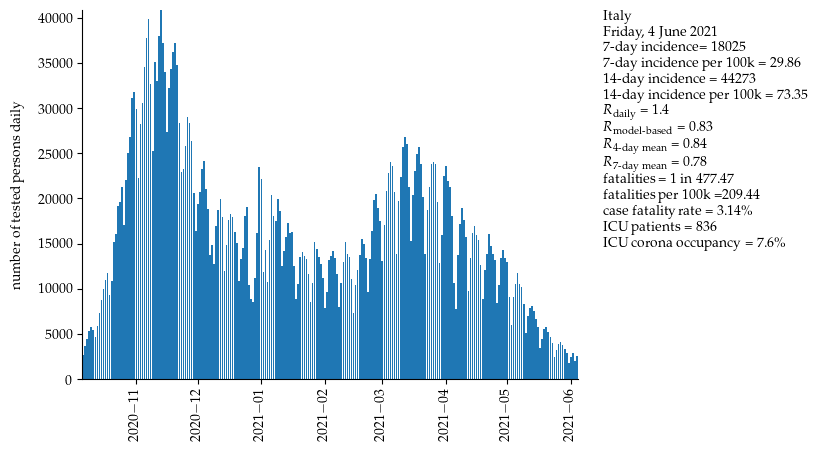 Italy
Friday, 4 June 2021
7-day incidence= 18025
7-day incidence per 100k = 29.86
14-day incidence = 44273
14-day incidence per 100k = 73.35
R daily = 1.4
R model-based = 0.83
R 4-day mean = 0.84
R 7-day mean = 0.78
fatalities = 1 in 477.47
fatalities per 100k =209.44
case fatality rate = 3.14%
ICU patients = 836
ICU corona occupancy = 7.6%
number of tested persons daily
40000
35000
30000
25000
20000
15000
10000
5000
0
2020−11
2020−12
2021−01
2021−02
2021−03
2021−04
2021−05
2021−06